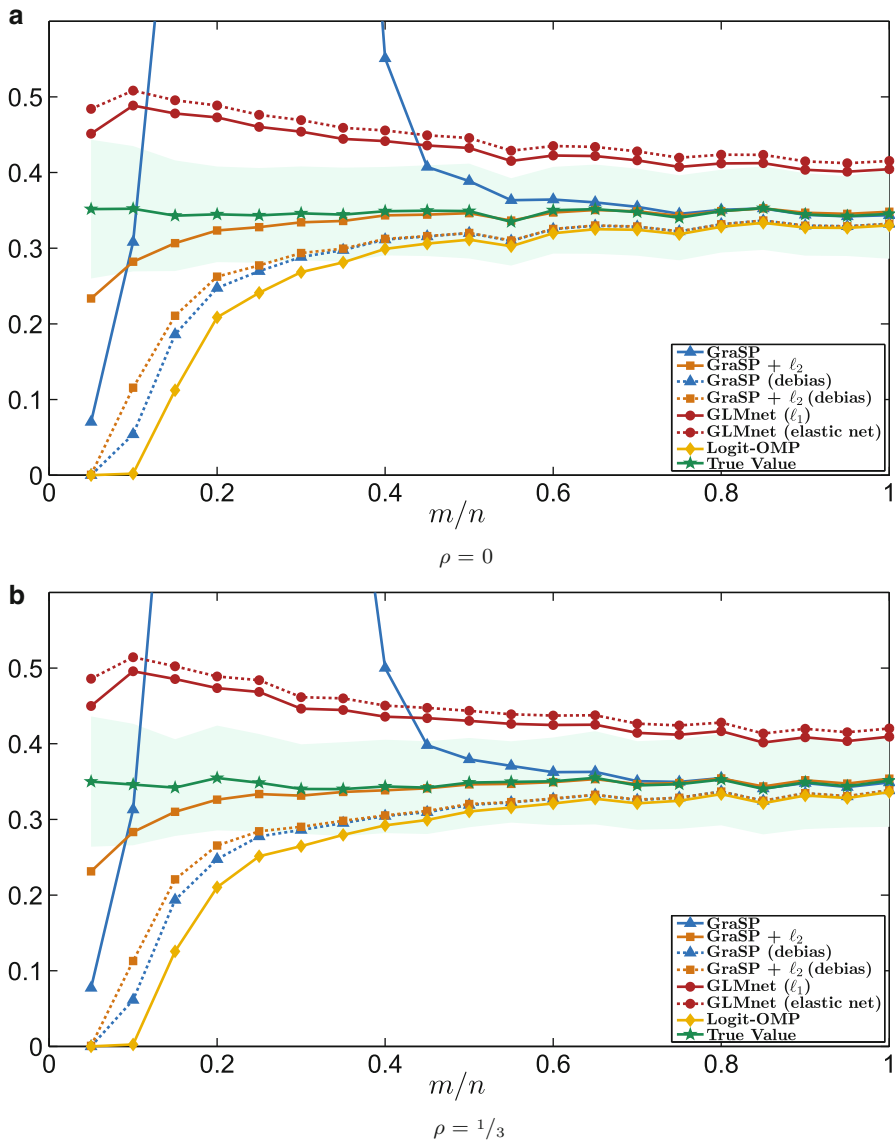 a
0.5
0.4
0.3
0.2
0.1
0
0 0.2 0.4 0.6 0.8 1
m/n
GraSP
GraSP + ℓ₂
GraSP (debias)
GraSP + ℓ₂ (debias)
GLMnet (ℓ₁)
GLMnet (elastic net)
Logit-OMP
True Value
ρ = 0
b
0.5
0.4
0.3
0.2
0.1
0
0 0.2 0.4 0.6 0.8 1
m/n
GraSP
GraSP + ℓ₂
GraSP (debias)
GraSP + ℓ₂ (debias)
GLMnet (ℓ₁)
GLMnet (elastic net)
Logit-OMP
True Value
ρ = 1/3